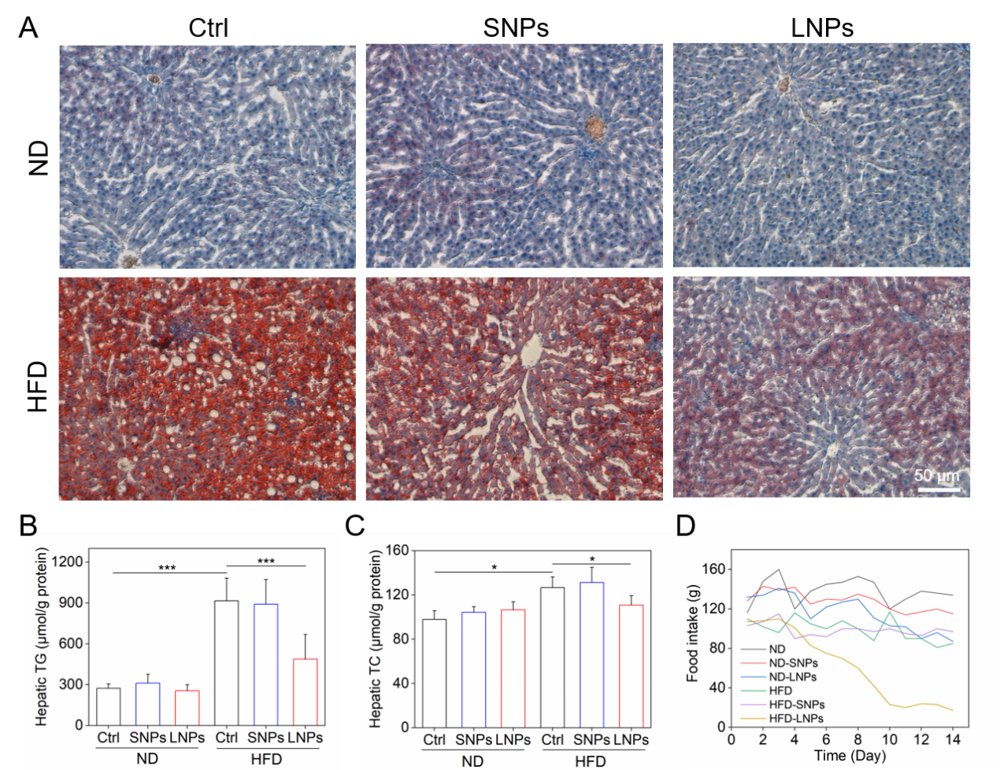 A
Ctrl
SNPs
LNPs
ND
HFD
50 μm
B
Hepatic TG (μmol/g protein)
1200
900
600
300
0
***
***
Ctrl
SNPs
LNPs
Ctrl
SNPs
LNPs
ND
HFD
C
Hepatic TC (μmol/g protein)
160
120
80
40
0
*
*
Ctrl
SNPs
LNPs
Ctrl
SNPs
LNPs
ND
HFD
D
Food intake (g)
160
120
80
40
0
ND
ND-SNPs
ND-LNPs
HFD
HFD-SNPs
HFD-LNPs
0
2
4
6
8
10
12
14
Time (Day)